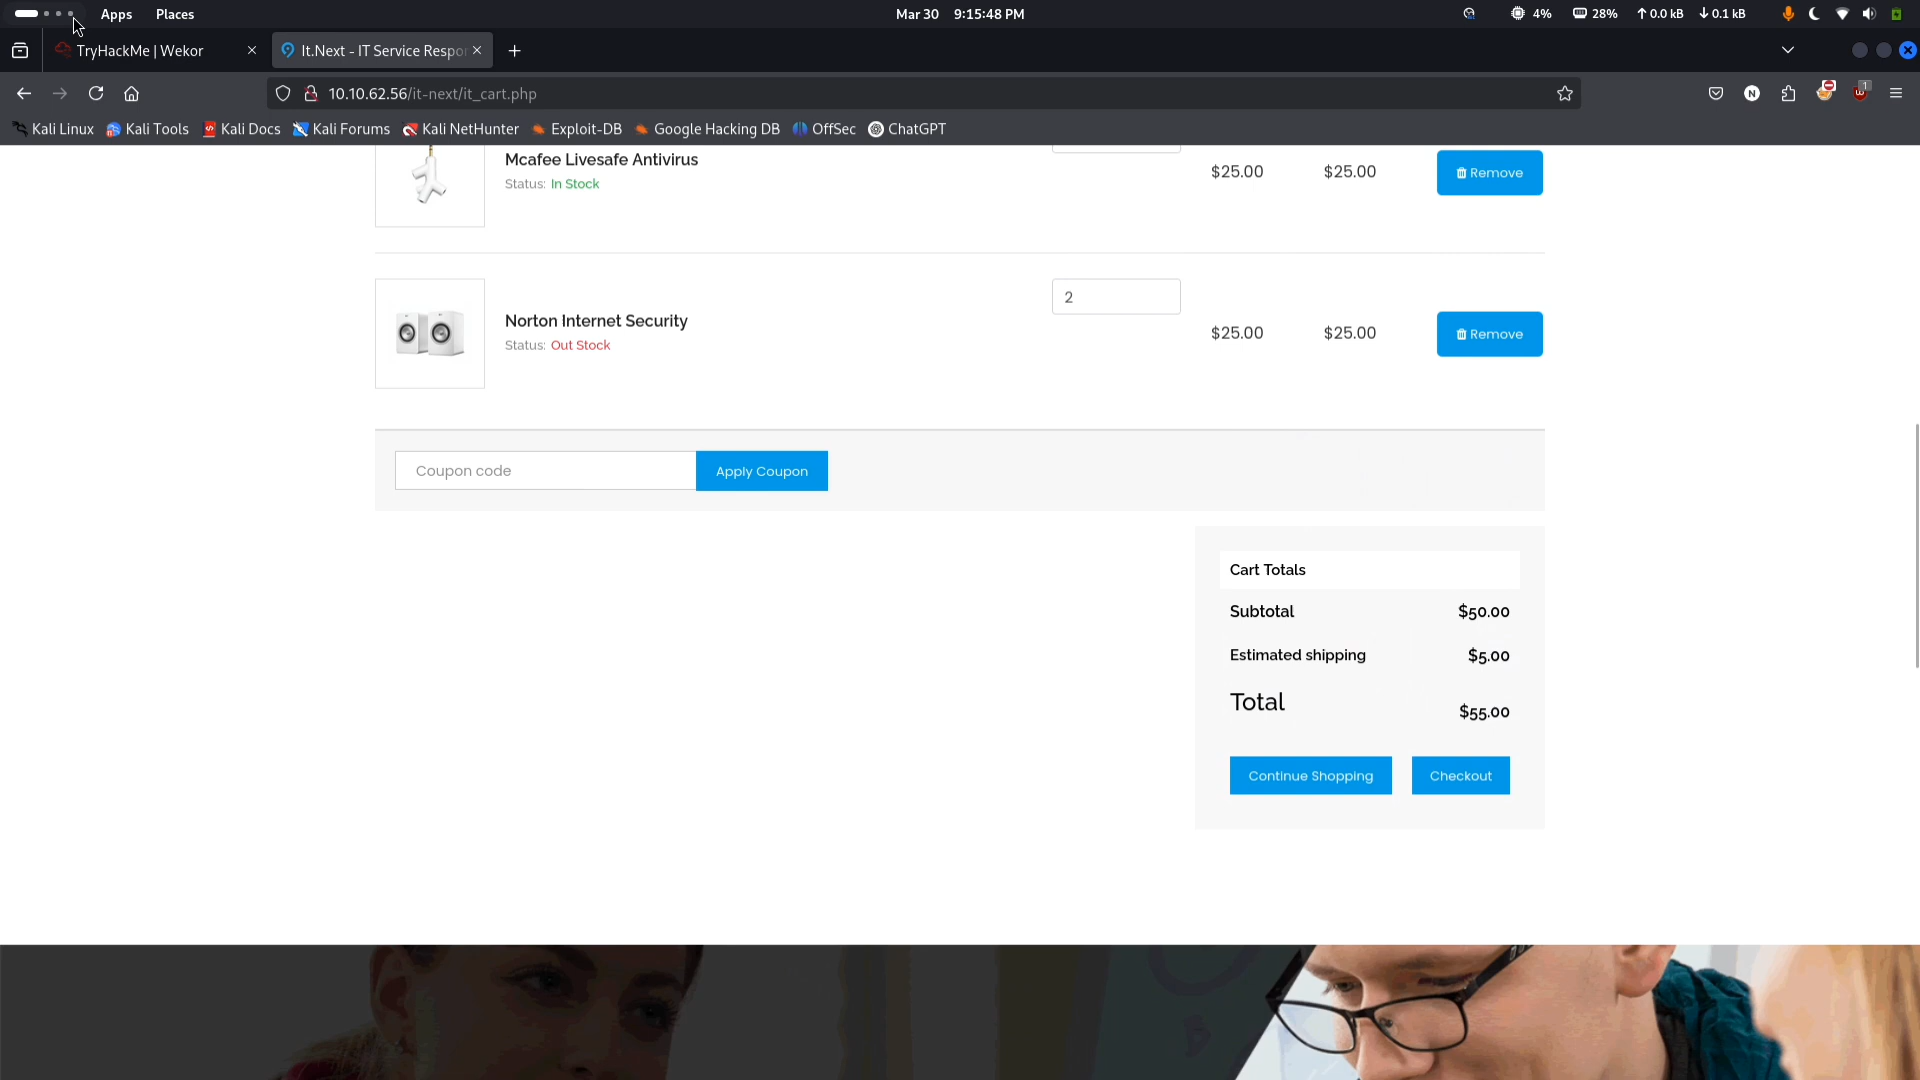 Apps Places Mar 30 9:15:48 PM 4% 28% 0.0 kB 0.1 kB
TryHackMe | Wekor It.Next - IT Service Respo
10.10.62.56/it-next/it_cart.php
N 1
Kali Linux Kali Tools Kali Docs Kali Forums Kali NetHunter Exploit-DB Google Hacking DB OffSec ChatGPT
Mcafee Livesafe Antivirus
Status: In Stock
$25.00 $25.00 Remove
2
Norton Internet Security
Status: Out Stock
$25.00 $25.00 Remove
Coupon code Apply Coupon
Cart Totals
Subtotal $50.00
Estimated shipping $5.00
Total $55.00
Continue Shopping Checkout